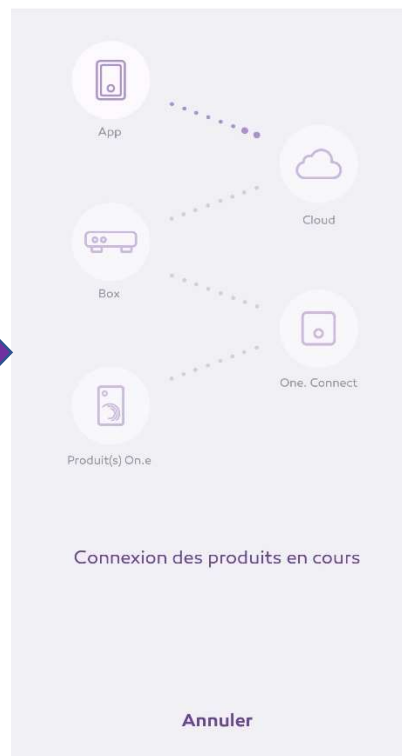 App
Cloud
Box
One. Connect
Produit(s) On.e
Connexion des produits en cours
Annuler